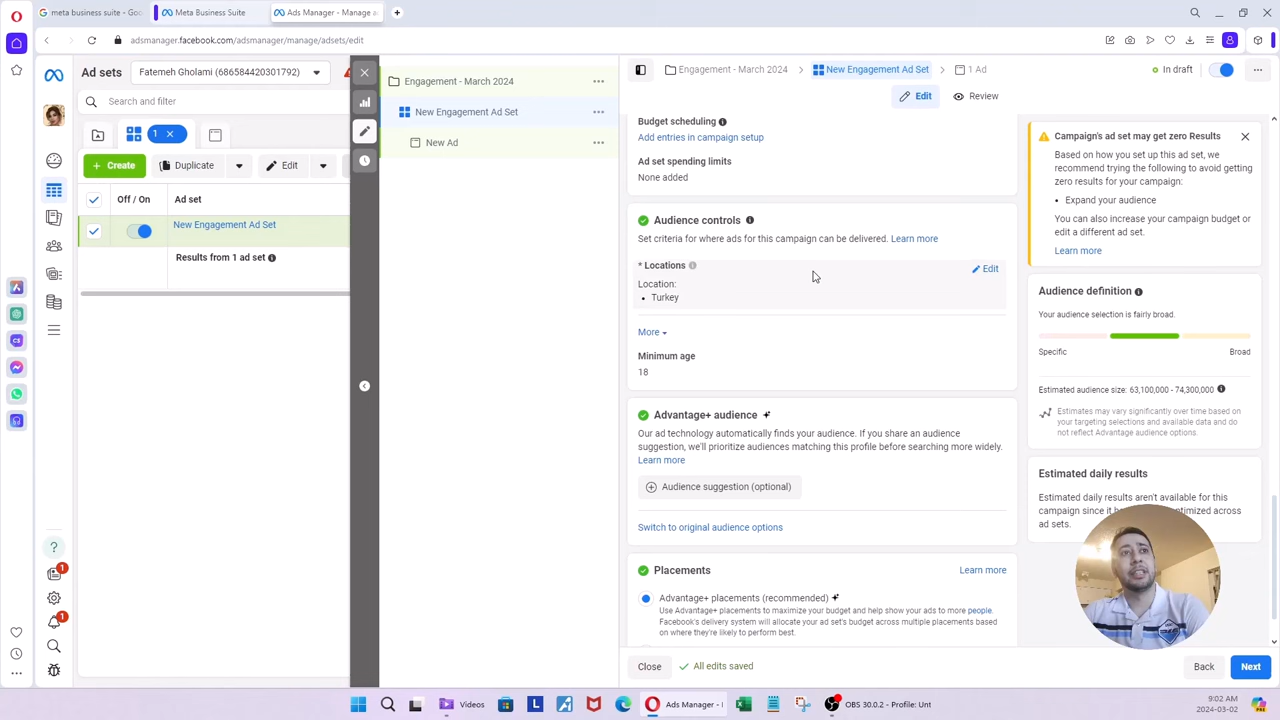 meta business suite - Goo
Meta Business Suite
Ads Manager - Manage a
adsmanager.facebook.com/adsmanager/manage/adsets/edit
Ad sets
Fatemeh Gholami (686584420301792)
Search and filter
1
Create
Duplicate
Edit
Off / On
Ad set
New Engagement Ad Set
Results from 1 ad set
Engagement - March 2024
New Engagement Ad Set
New Ad
Engagement - March 2024
New Engagement Ad Set
1 Ad
In draft
Edit
Review
Budget scheduling
Add entries in campaign setup
Ad set spending limits
None added
Audience controls
Set criteria for where ads for this campaign can be delivered. Learn more
* Locations
Edit
Location:
• Turkey
More
Minimum age
18
Advantage+ audience
Our ad technology automatically finds your audience. If you share an audience
suggestion, we'll prioritize audiences matching this profile before searching more widely.
Learn more
Audience suggestion (optional)
Switch to original audience options
Placements
Learn more
Advantage+ placements (recommended)
Use Advantage+ placements to maximize your budget and help show your ads to more people.
Facebook's delivery system will allocate your ad set's budget across multiple placements based
on where they're likely to perform best.
Close
All edits saved
Back
Next
Campaign's ad set may get zero Results
Based on how you set up this ad set, we
recommend trying the following to avoid getting
zero results for your campaign:
• Expand your audience
You can also increase your campaign budget or
edit a different ad set.
Learn more
Audience definition
Your audience selection is fairly broad.
Specific
Broad
Estimated audience size: 63,100,000 - 74,300,000
Estimates may vary significantly over time based on
your targeting selections and available data and do
not reflect Advantage audience options.
Estimated daily results
Estimated daily results aren't available for this
campaign since it
optimized across
ad sets.
1
1
Videos
Ads Manager - I
OBS 30.0.2 - Profile: Unt
9:02 AM
2024-03-02